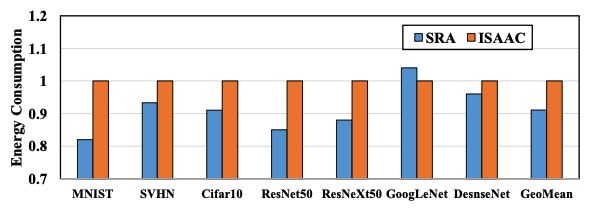 SRA ISAAC
Energy Consumption
1.2
1.1
1
0.9
0.8
0.7
MNIST SVHN Cifar10 ResNet50 ResNeXt50 GoogLeNet DesnseNet GeoMean